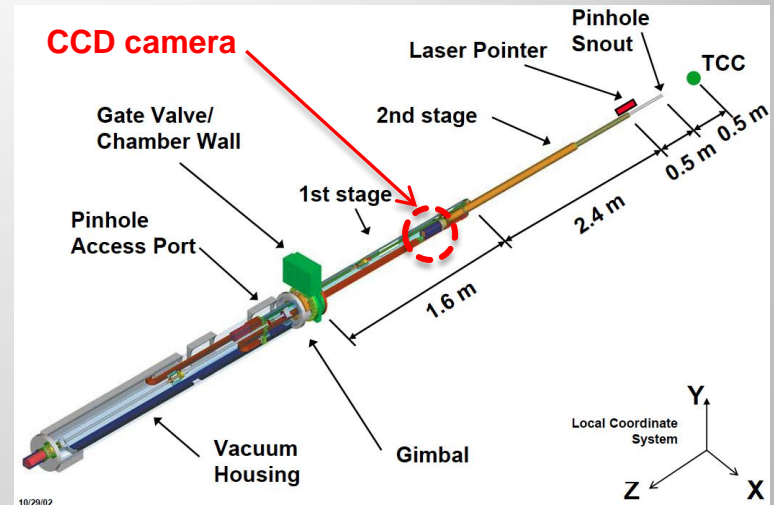 CCD camera
Pinhole
Snout
Laser Pointer
TCC
Gate Valve/
Chamber Wall
2nd stage
0.5 m
0.5 m
1st stage
2.4 m
Pinhole
Access Port
1.6 m
Y
Local Coordinate
System
Vacuum
Housing
Gimbal
Z
X
10/29/02